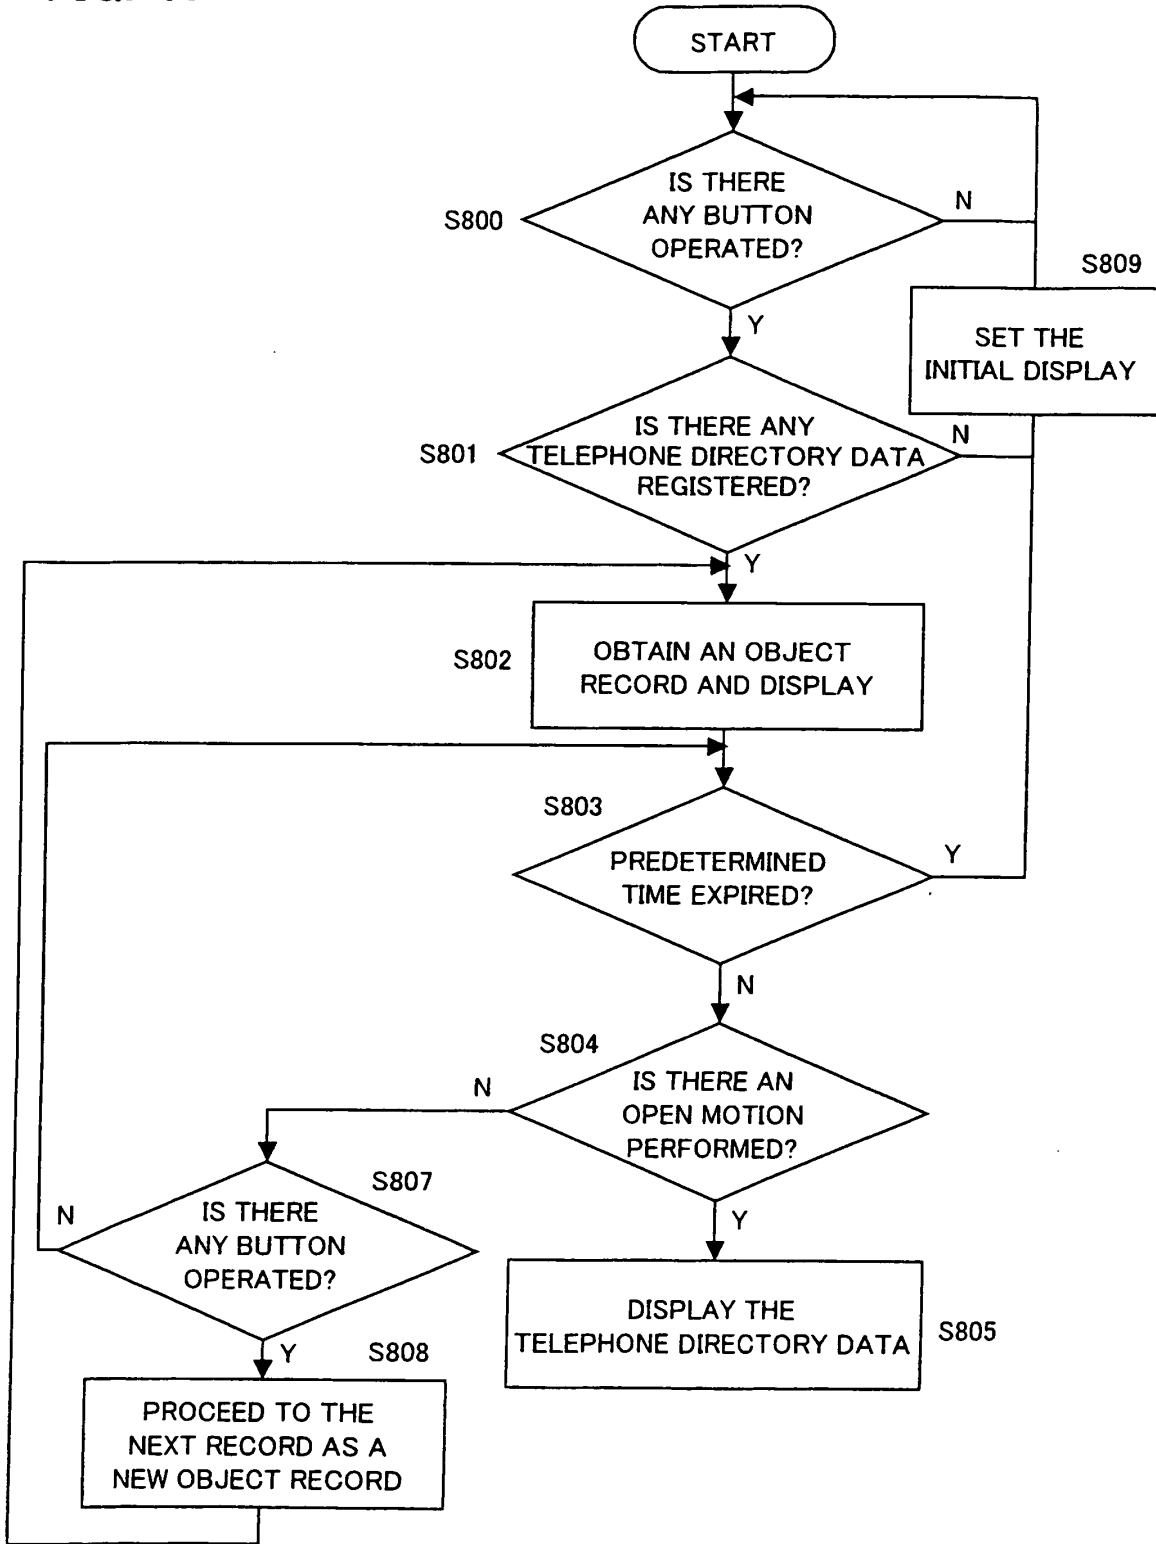 START
IS THERE
ANY BUTTON
OPERATED?
S800
N
Y
S809
SET THE
INITIAL DISPLAY
IS THERE ANY
TELEPHONE DIRECTORY DATA
REGISTERED?
S801
N
Y
S802
OBTAIN AN OBJECT
RECORD AND DISPLAY
S803
PREDETERMINED
TIME EXPIRED?
Y
N
S804
IS THERE AN
OPEN MOTION
PERFORMED?
N
Y
S807
IS THERE
ANY BUTTON
OPERATED?
N
Y
DISPLAY THE
TELEPHONE DIRECTORY DATA
S805
S808
PROCEED TO THE
NEXT RECORD AS A
NEW OBJECT RECORD